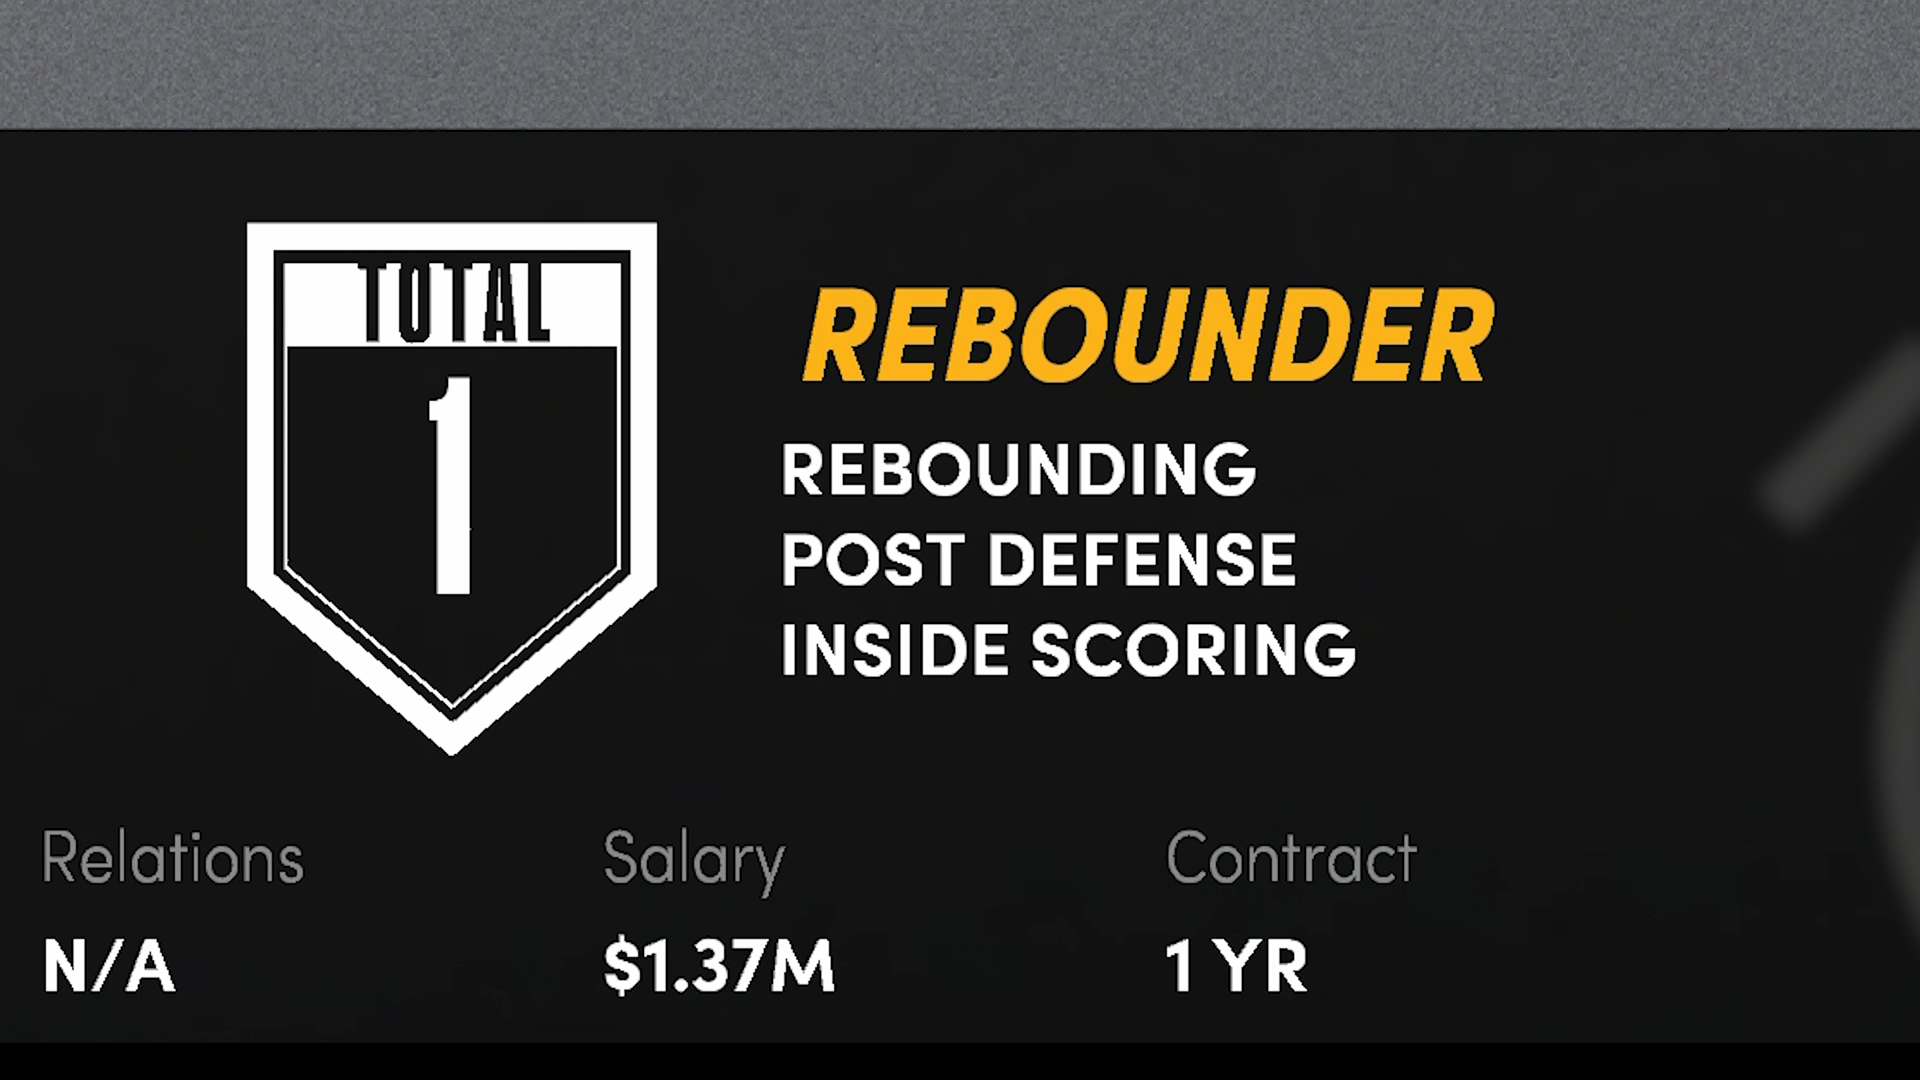 TOTAL
1
REBOUNDER
REBOUNDING
POST DEFENSE
INSIDE SCORING
Relations
Salary
Contract
N/A
$1.37M
1 YR